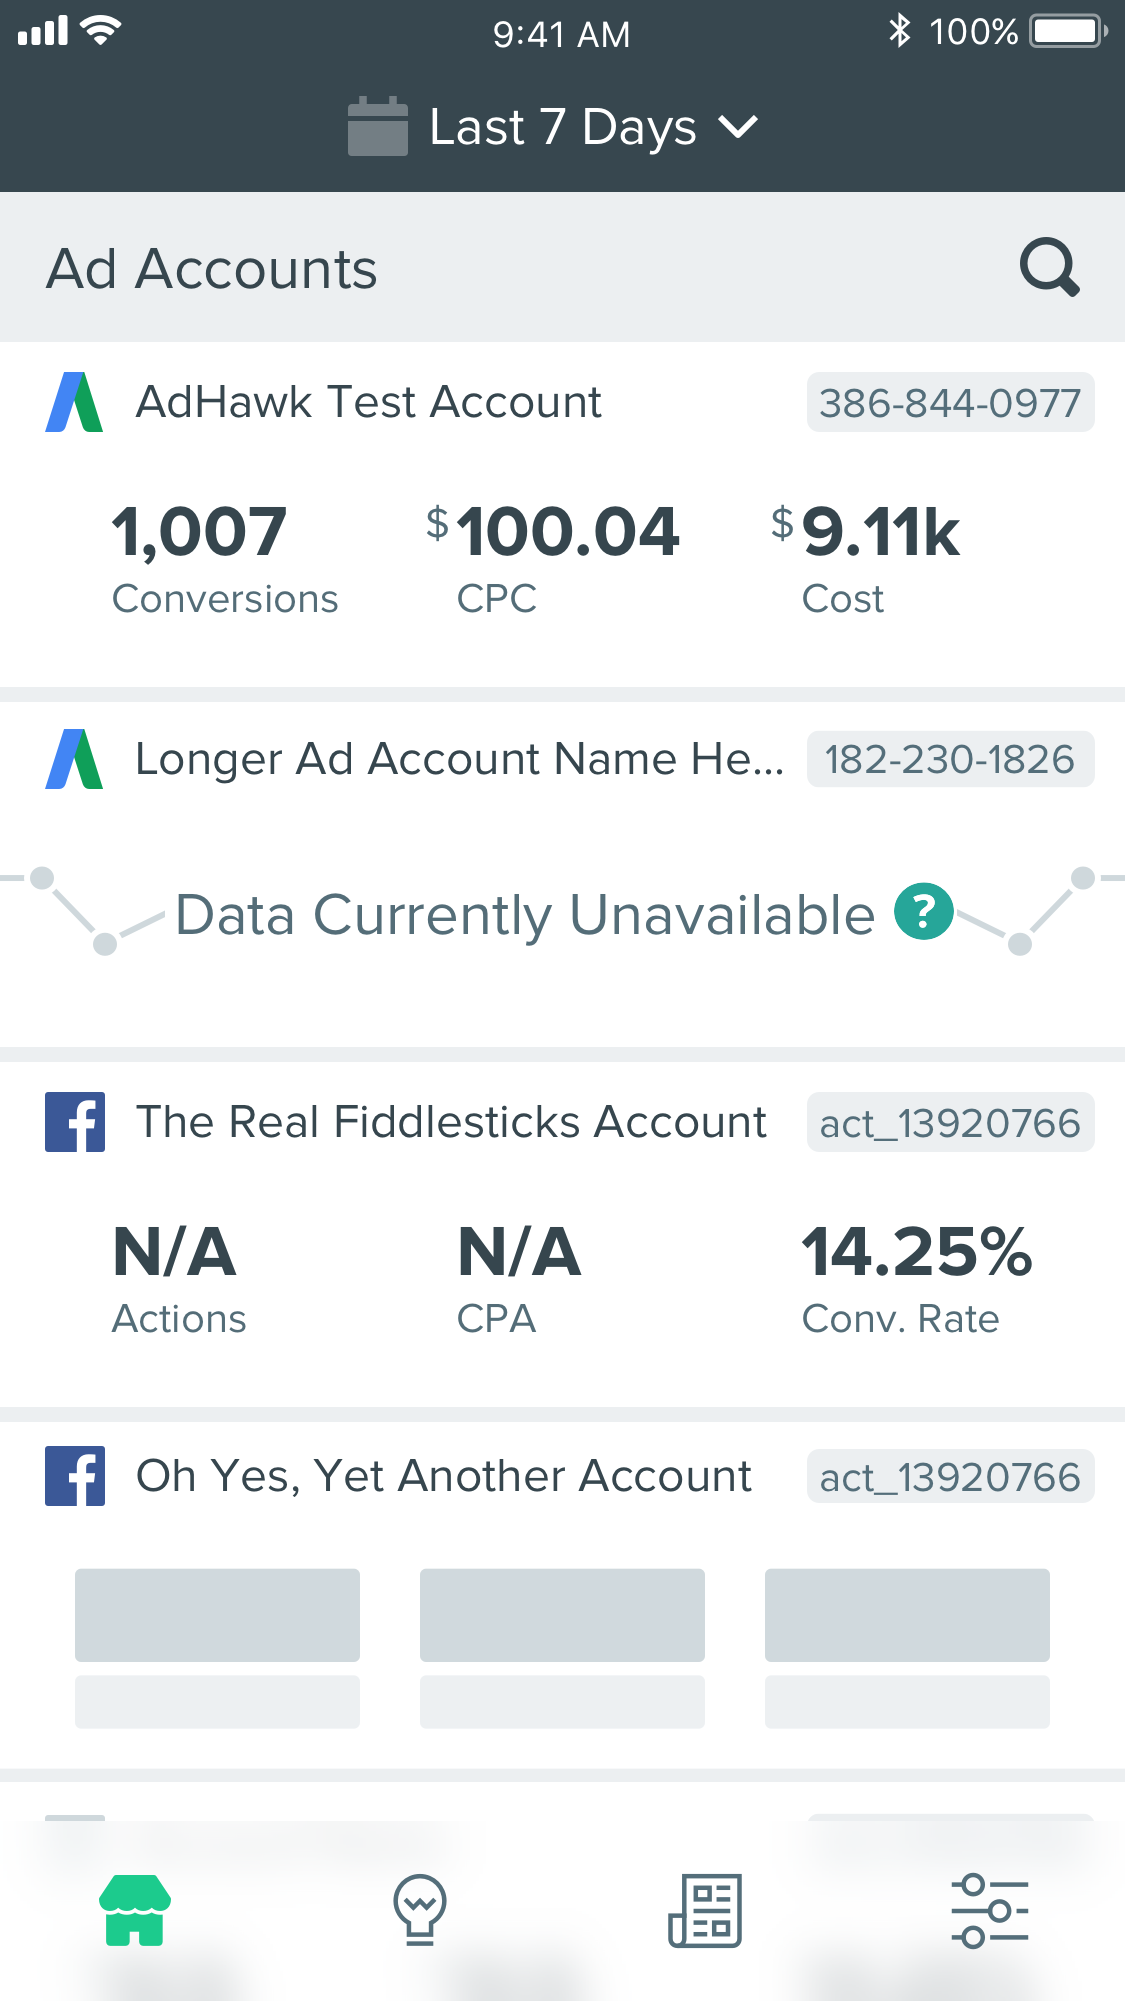 9:41 AM
100%
Last 7 Days
Ad Accounts
AdHawk Test Account
386-844-0977
1,007
$100.04
$9.11k
Conversions
CPC
Cost
Longer Ad Account Name He...
182-230-1826
Data Currently Unavailable ?
The Real Fiddlesticks Account
act_13920766
N/A
N/A
14.25%
Actions
CPA
Conv. Rate
Oh Yes, Yet Another Account
act_13920766